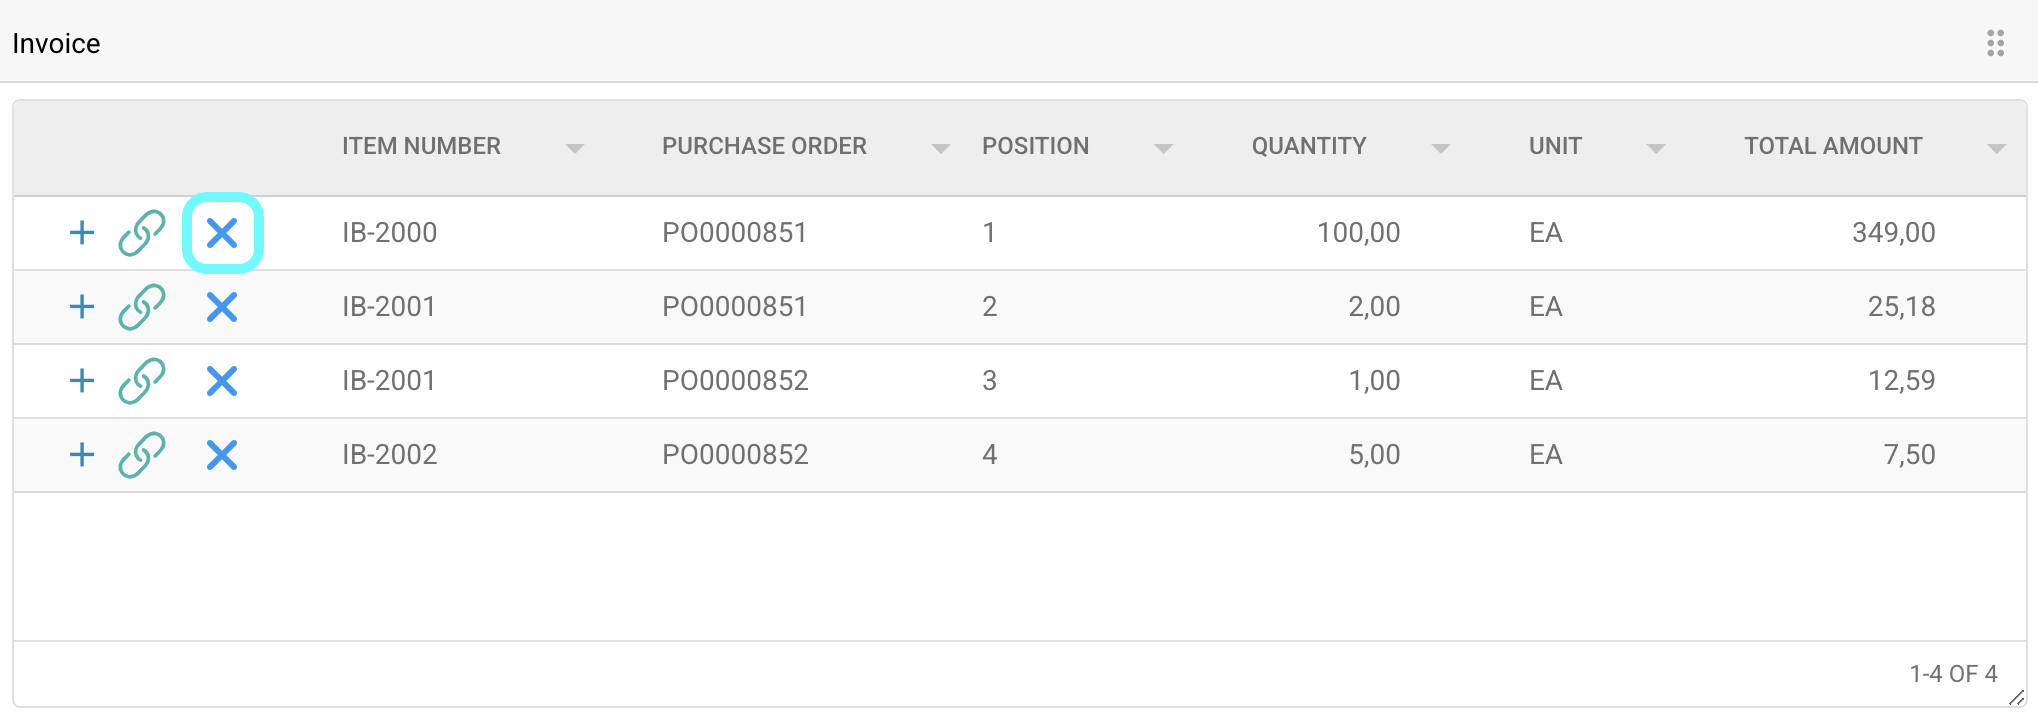 Invoice
ITEM NUMBER PURCHASE ORDER POSITION QUANTITY UNIT TOTAL AMOUNT
IB-2000 PO0000851 1 100,00 EA 349,00
IB-2001 PO0000851 2 2,00 EA 25,18
IB-2001 PO0000852 3 1,00 EA 12,59
IB-2002 PO0000852 4 5,00 EA 7,50
1-4 OF 4